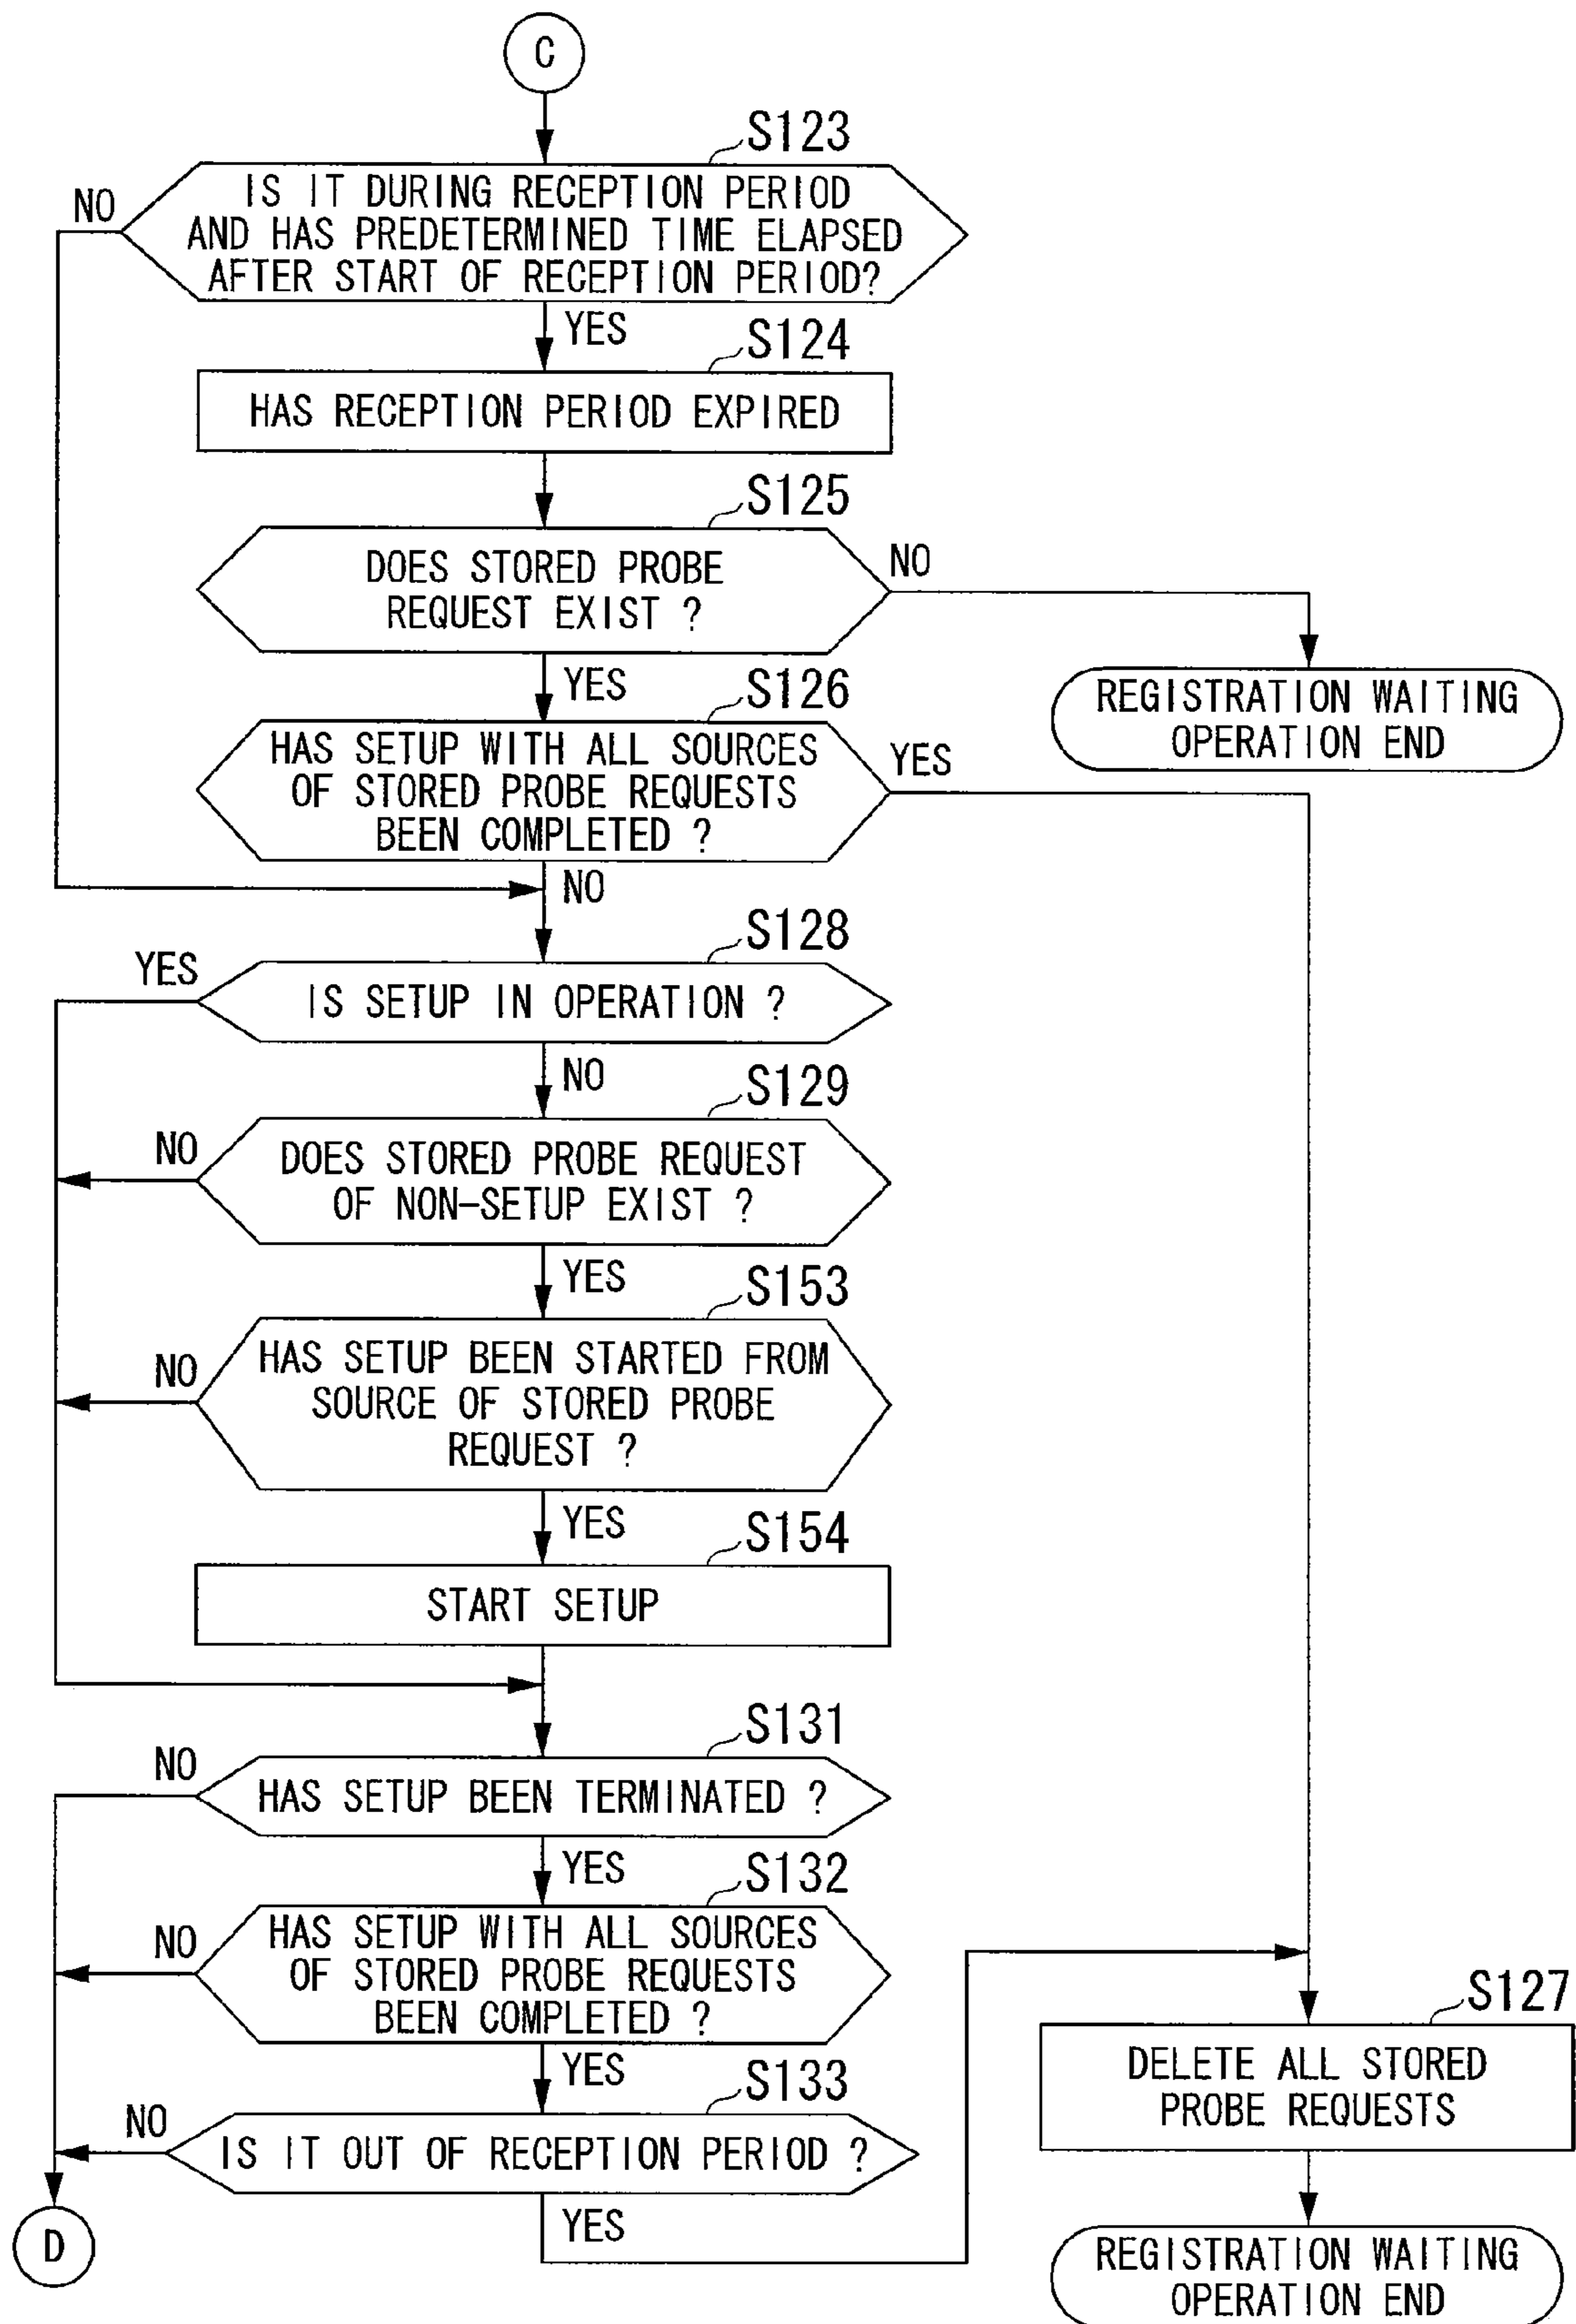 C
S123
IS IT DURING RECEPTION PERIOD
AND HAS PREDETERMINED TIME ELAPSED
AFTER START OF RECEPTION PERIOD?
NO
YES
S124
HAS RECEPTION PERIOD EXPIRED
S125
DOES STORED PROBE
REQUEST EXIST ?
NO
REGISTRATION WAITING
OPERATION END
YES
S126
HAS SETUP WITH ALL SOURCES
OF STORED PROBE REQUESTS
BEEN COMPLETED ?
YES
NO
S128
YES
IS SETUP IN OPERATION ?
NO
S129
NO
DOES STORED PROBE REQUEST
OF NON-SETUP EXIST ?
YES
S153
NO
HAS SETUP BEEN STARTED FROM
SOURCE OF STORED PROBE
REQUEST ?
YES
S154
START SETUP
S131
NO
HAS SETUP BEEN TERMINATED ?
YES
S132
NO
HAS SETUP WITH ALL SOURCES
OF STORED PROBE REQUESTS
BEEN COMPLETED ?
YES
S133
NO
IS IT OUT OF RECEPTION PERIOD ?
YES
D
S127
DELETE ALL STORED
PROBE REQUESTS
REGISTRATION WAITING
OPERATION END